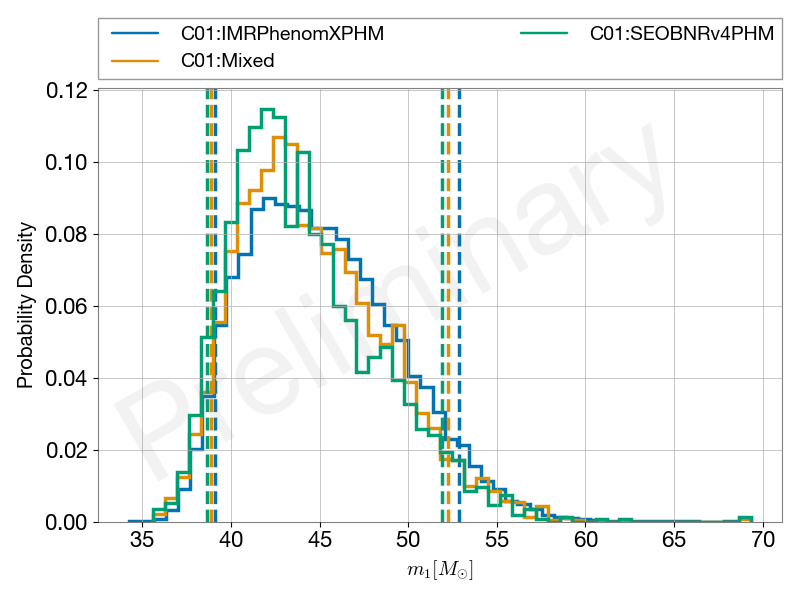 C01:IMRPhenomXPHM
C01:Mixed
C01:SEOBNRv4PHM
0.12
0.10
0.08
0.06
0.04
0.02
0.00
Probability Density
Preliminary
35 40 45 50 55 60 65 70
m₁[M☉]